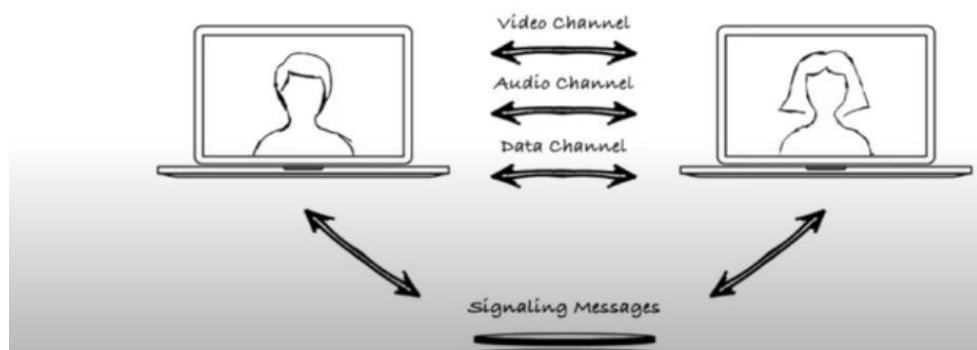 Video Channel
Audio Channel
Data Channel
Signaling Messages